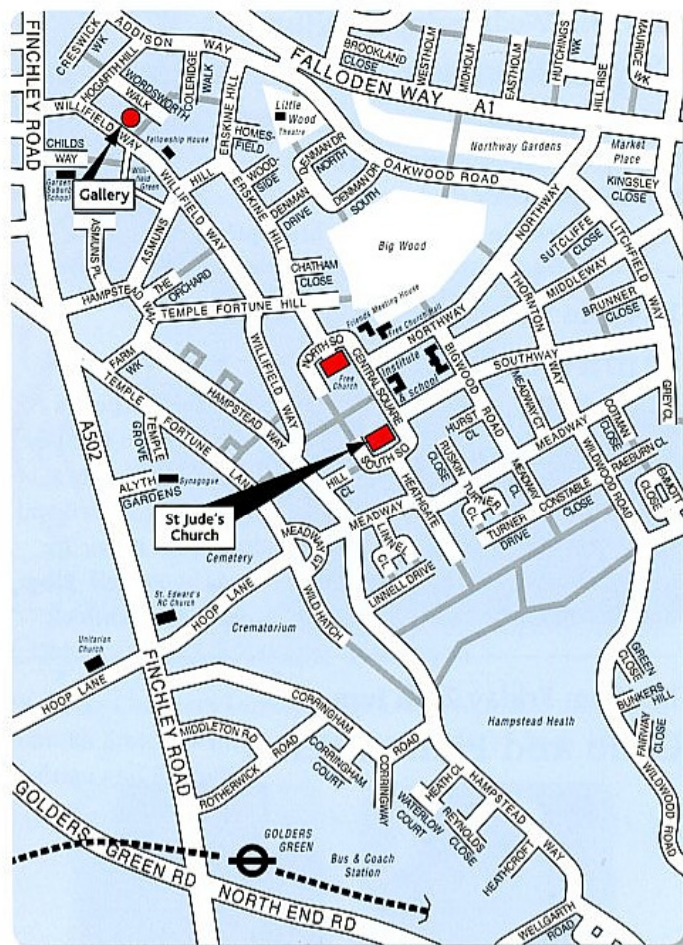 FINCHLEY ROAD
CRESWICK WK
ADDISON WAY
HOGARTH HILL
WORDSWORTH WALK
COLERIDGE WALK
WILLIFIELD WAY
CHILDS WAY
Fellowship House
Gallery
ASMUNS PL
ASMUNS HILL
ERSKINE HILL
HOMESFIELD
Little Wood
Theatre
BROOKLAND CLOSE
WESTHOLM
MIDHOLM
EASTHOLM
HUTCHINGS WK
HILL RISE
MAURICE WK
FALLODEN WAY A1
Northway Gardens
Market Place
KINGSLEY CLOSE
OAKWOOD ROAD
DENMAN DR NORTH
DENMAN DR SOUTH
DENMAN DRIVE
WOODSIDE
ERSKINE HILL
WILLIFIELD WAY
Big Wood
NORTHWAY
SUTCLIFFE CLOSE
LITCHFIELD WAY
MIDDLEWAY
BRUNNER CLOSE
THORNTON
CHATHAM CLOSE
THE ORCHARD
HAMPSTEAD WAY
TEMPLE FORTUNE HILL
Friends Meeting House
Free Church Hall
NORTHWAY
NORTH SQ
Free Church
CENTRAL SQUARE
Institute & school
BIGWOOD ROAD
SOUTHWAY
GREY CL
FARM WK
WILLIFIELD WAY
HAMPSTEAD WAY
TEMPLE FORTUNE LANE
TEMPLE GROVE
A502
ALYTH GARDENS
Synagogue
SOUTH SQ
HILL CL
HEATHGATE
HURST CL
RUSKIN CLOSE
MEADWAY CT
MEADWAY
MEADWAY CL
TURNER CL
COTMAN CLOSE
WILDWOOD ROAD
RAEBURN CL
EMMOTT CLOSE
CONSTABLE CLOSE
TURNER DRIVE
St Jude's Church
Cemetery
MEADWAY GT
MEADWAY
LINNELL CL
LINNELL DRIVE
St. Edward's RC Church
HOOP LANE
WILD HATCH
Crematorium
Unitarian Church
HOOP LANE
FINCHLEY ROAD
CORRINGHAM ROAD
MIDDLETON RD
ROTHERWICK ROAD
CORRINGHAM COURT
CORRINGWAY
Hampstead Heath
GREEN CLOSE
BUNKERS HILL
FAIRWAY CLOSE
WILDWOOD ROAD
HEATH CL
HAMPSTEAD WAY
WATERLOW COURT
REYNOLDS CLOSE
HEATHCROFT
WELLGARTH ROAD
GOLDERS GREEN RD
GOLDERS GREEN
Bus & Coach Station
NORTH END RD